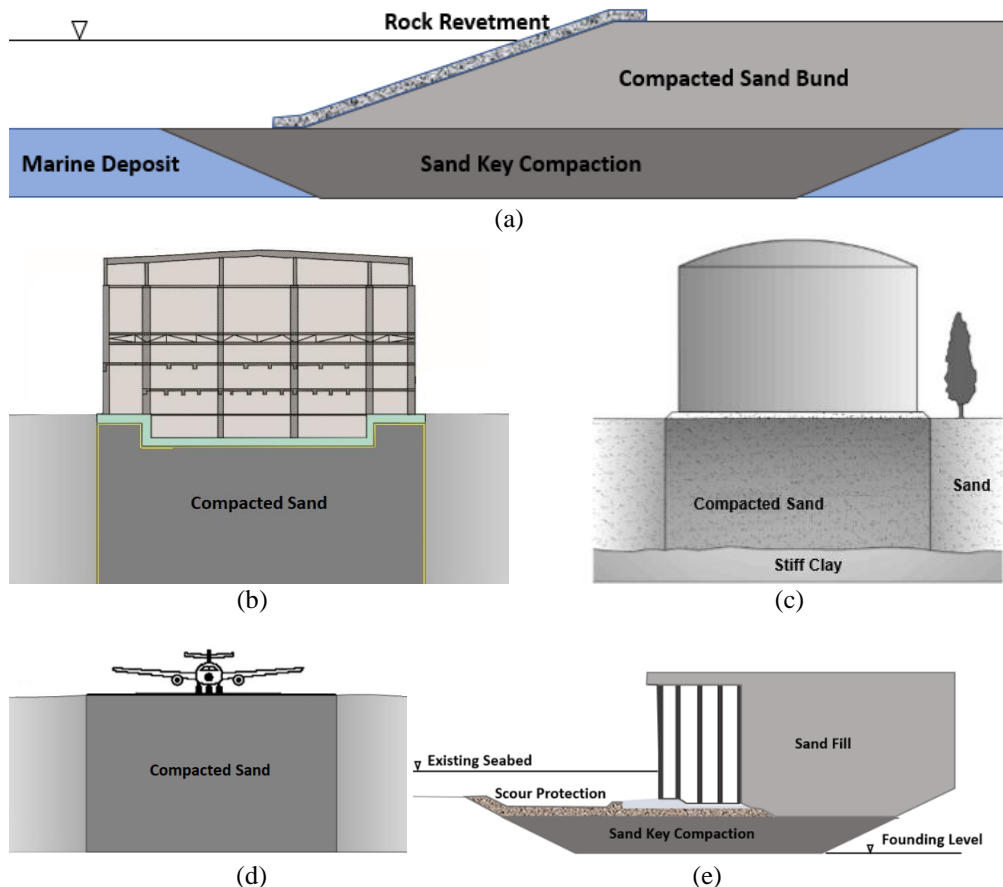 Rock Revetment
Compacted Sand Bund
Marine Deposit
Sand Key Compaction
(a)
Compacted Sand
(b)
Compacted Sand
Sand
Stiff Clay
(c)
Compacted Sand
(d)
Sand Fill
Existing Seabed
Scour Protection
Sand Key Compaction
Founding Level
(e)